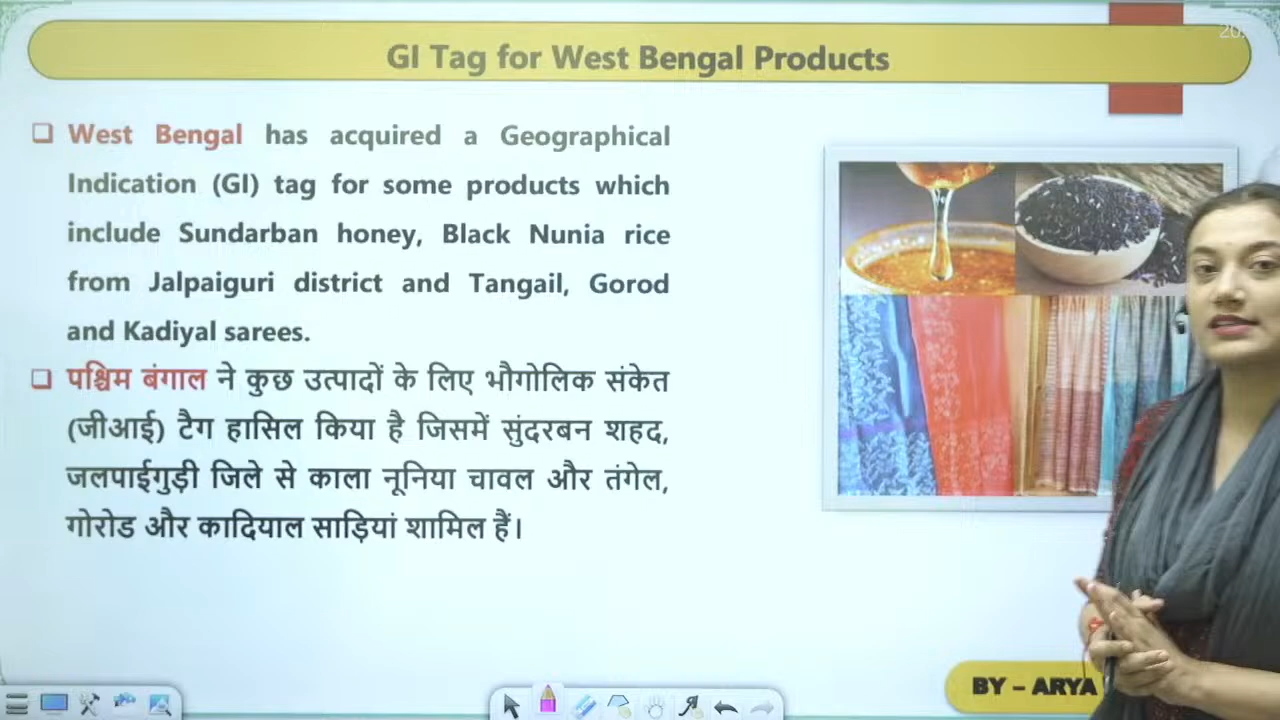 20
GI Tag for West Bengal Products
West Bengal has acquired a Geographical
Indication (GI) tag for some products which
include Sundarban honey, Black Nunia rice
from Jalpaiguri district and Tangail, Gorod
and Kadiyal sarees.
पश्चिम बंगाल ने कुछ उत्पादों के लिए भौगोलिक संकेत
(जीआई) टैग हासिल किया है जिसमें सुंदरबन शहद,
जलपाईगुड़ी जिले से काला नूनिया चावल और तंगेल,
गोरोड और कादियाल साड़ियां शामिल हैं।
BY – ARYA